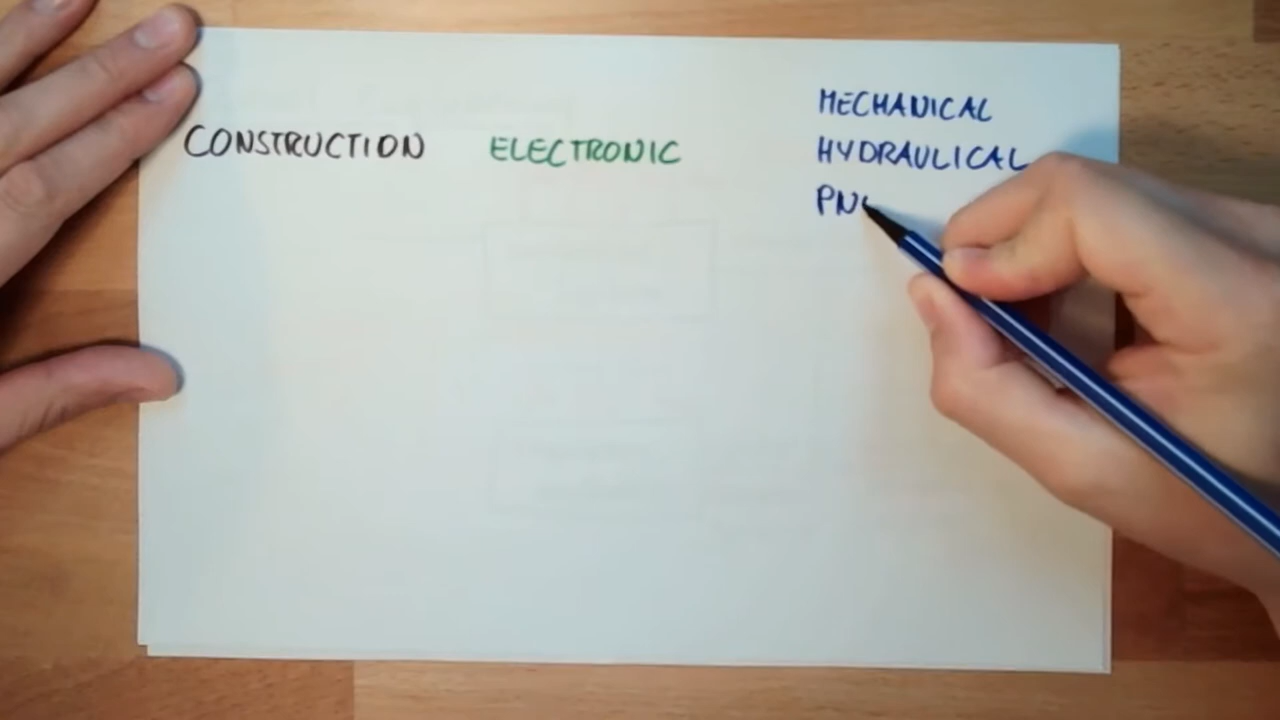 CONSTRUCTION
ELECTRONIC
MECHANICAL
HYDRAULICAL
PN